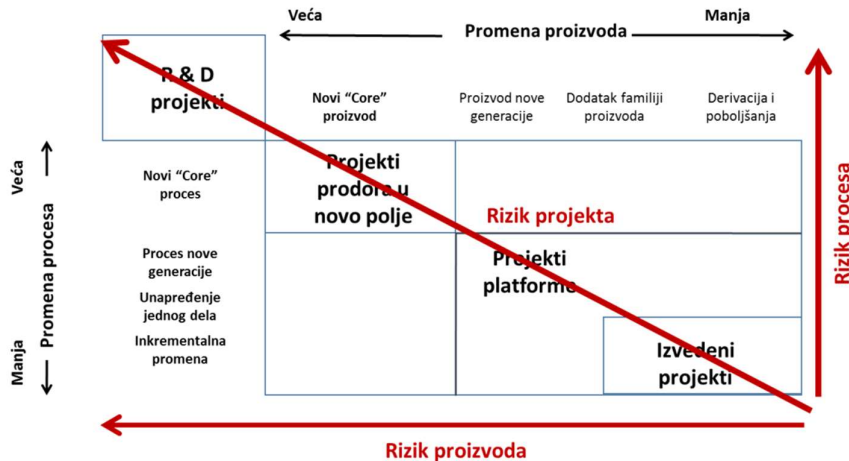 Veća
Manja
Promena proizvoda
R & D
projekti
Novi “Core”
proizvod
Proizvod nove
generacije
Dodatak familiji
proizvoda
Derivacija i
poboljšanja
Veća
Promena procesa
Manja
Novi “Core”
proces
Projekti
prodora u
novo polje
Rizik projekta
Rizik procesa
Proces nove
generacije
Unapređenje
jednog dela
Inkrementalna
promena
Projekti
platforme
Izvedeni
projekti
Rizik proizvoda